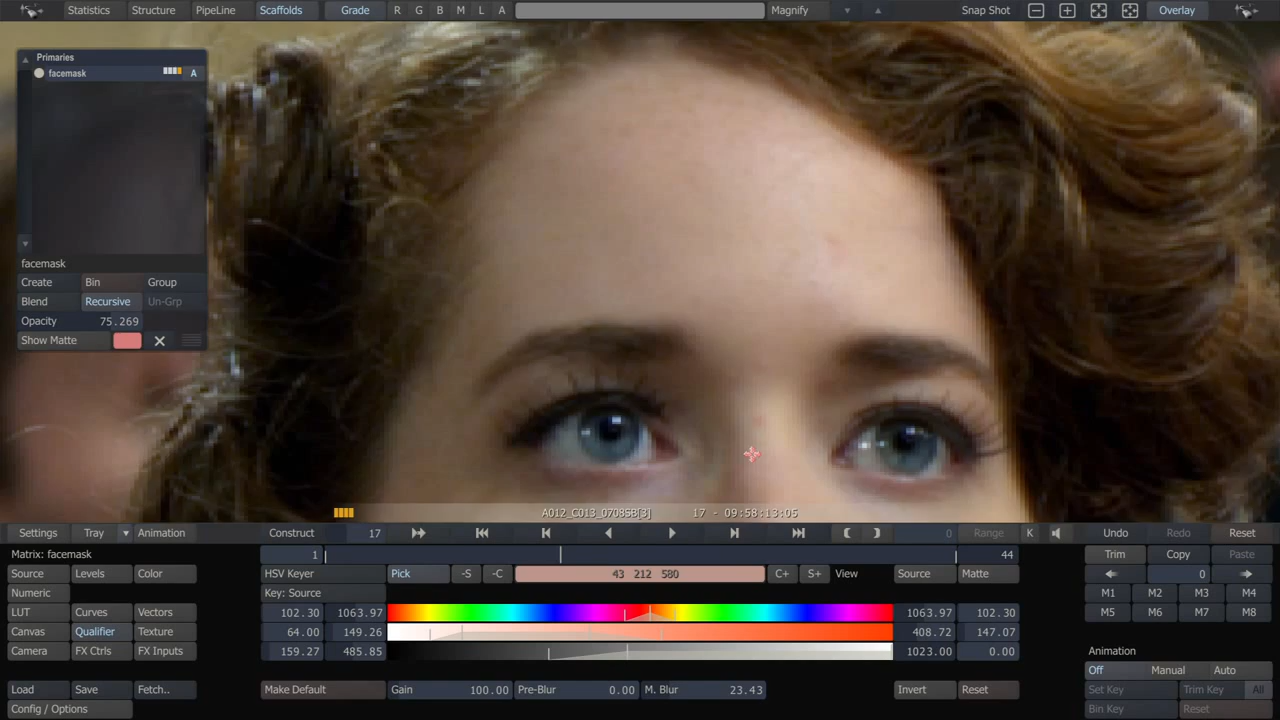 Statistics Structure PipeLine Scaffolds Grade R G B M L A Magnify Snap Shot Overlay
Primaries
facemask A
facemask
Create Bin Group
Blend Recursive Un-Grp
Opacity 75.269
Show Matte
A012_C013_0708SB[3] 17 - 09:58:13:05
Settings Tray Animation Construct 17 0 Range K Undo Redo Reset
Matrix: facemask 1 44 Trim Copy Paste
Source Levels Color HSV Keyer Pick -S -C 43 212 580 C+ S+ View Source Matte 0
Numeric Key: Source M1 M2 M3 M4
LUT Curves Vectors 102.30 1063.97 1063.97 102.30 M5 M6 M7 M8
Canvas Qualifier Texture 64.00 149.26 408.72 147.07
Camera FX Ctrls FX Inputs 159.27 485.85 1023.00 0.00 Animation
Off Manual Auto
Load Save Fetch.. Make Default Gain 100.00 Pre-Blur 0.00 M. Blur 23.43 Invert Reset Set Key Trim Key All
Config / Options Bin Key Reset